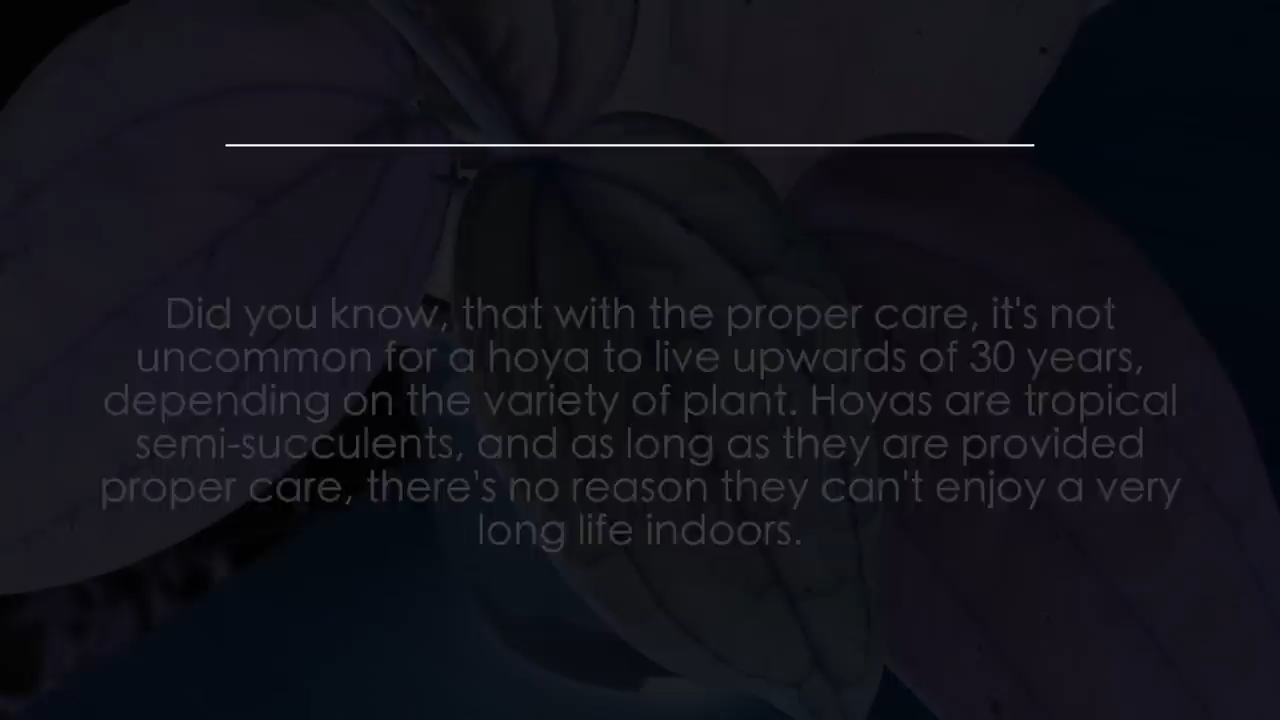 Did you know, that with the proper care, it's not
uncommon for a hoya to live upwards of 30 years,
depending on the variety of plant. Hoyas are tropical
semi-succulents, and as long as they are provided
proper care, there's no reason they can't enjoy a very
long life indoors.